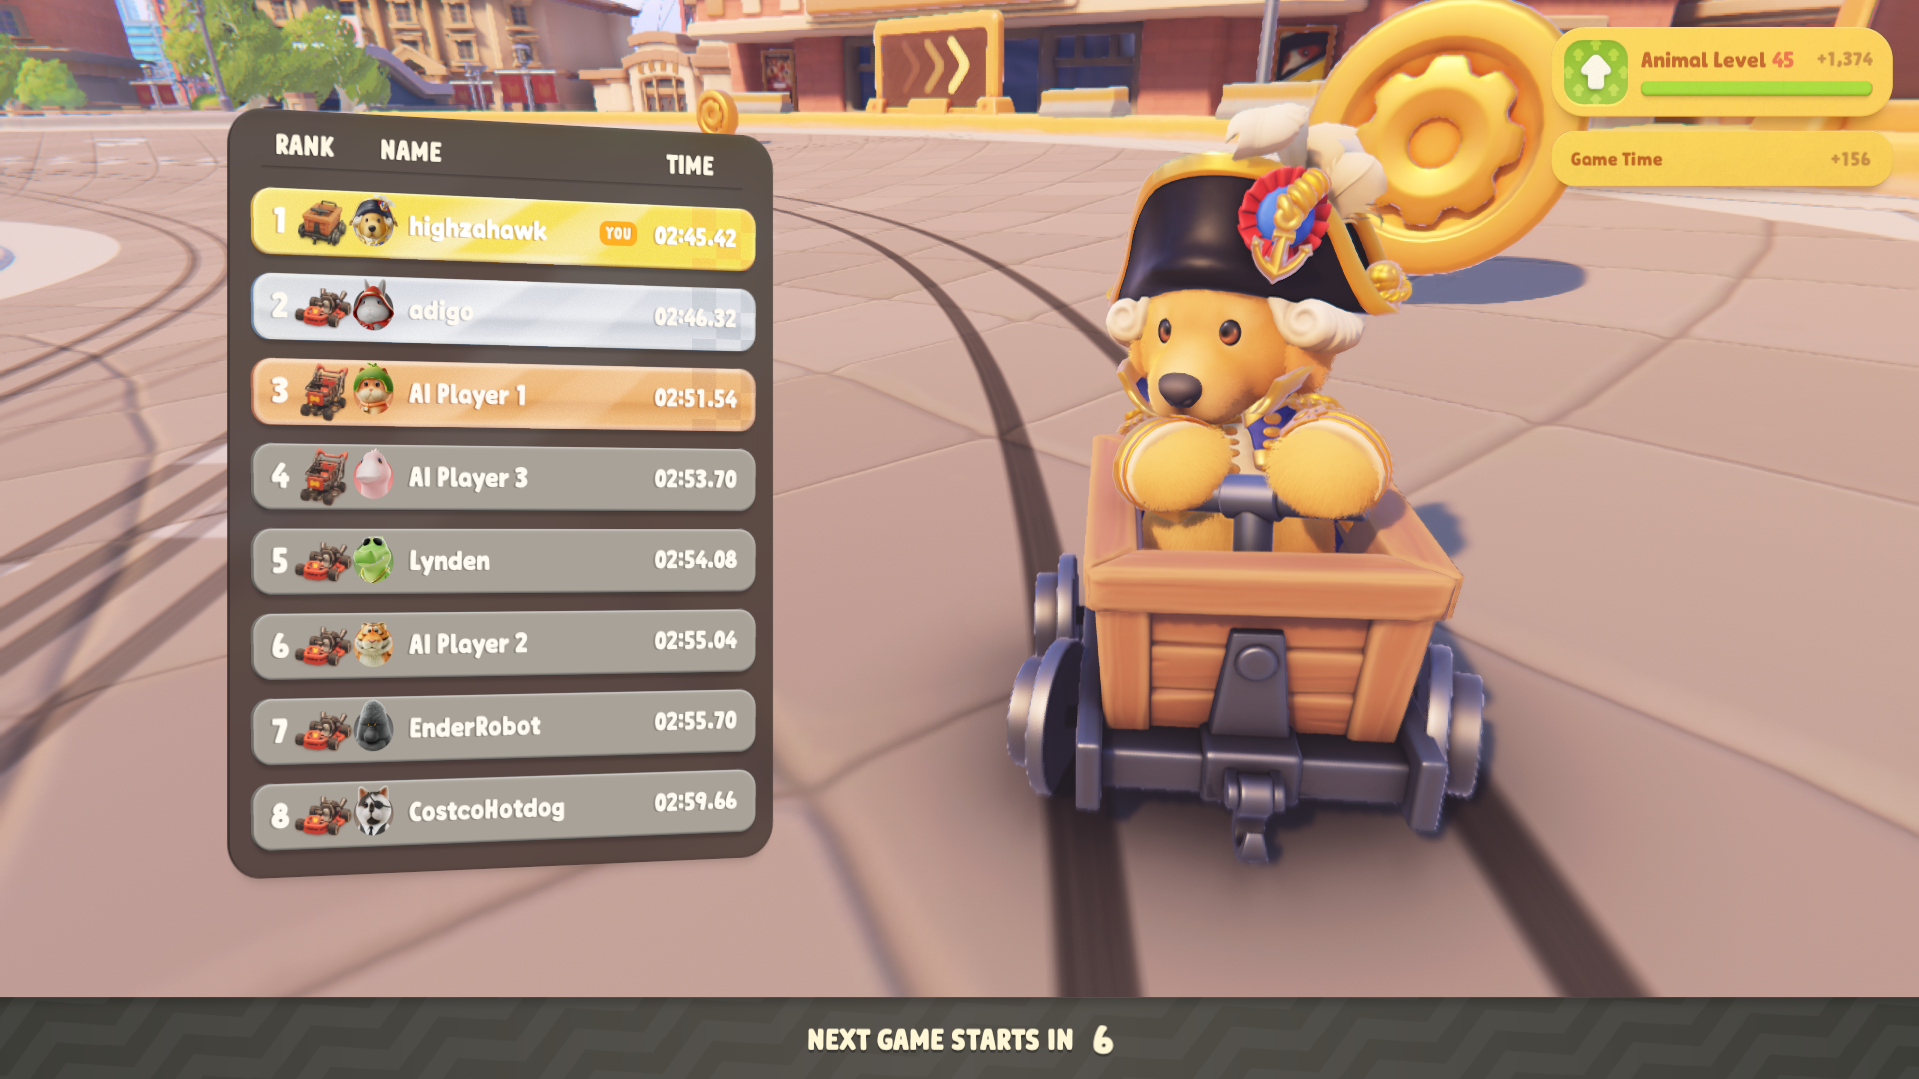 RANK NAME TIME
1 highzahawk YOU 02:45.42
2 adigo 02:46.32
3 AI Player 1 02:51.54
4 AI Player 3 02:53.70
5 Lynden 02:54.08
6 AI Player 2 02:55.04
7 EnderRobot 02:55.70
8 CostcoHotdog 02:59.66
Animal Level 45 +1,374
Game Time +156
NEXT GAME STARTS IN 6